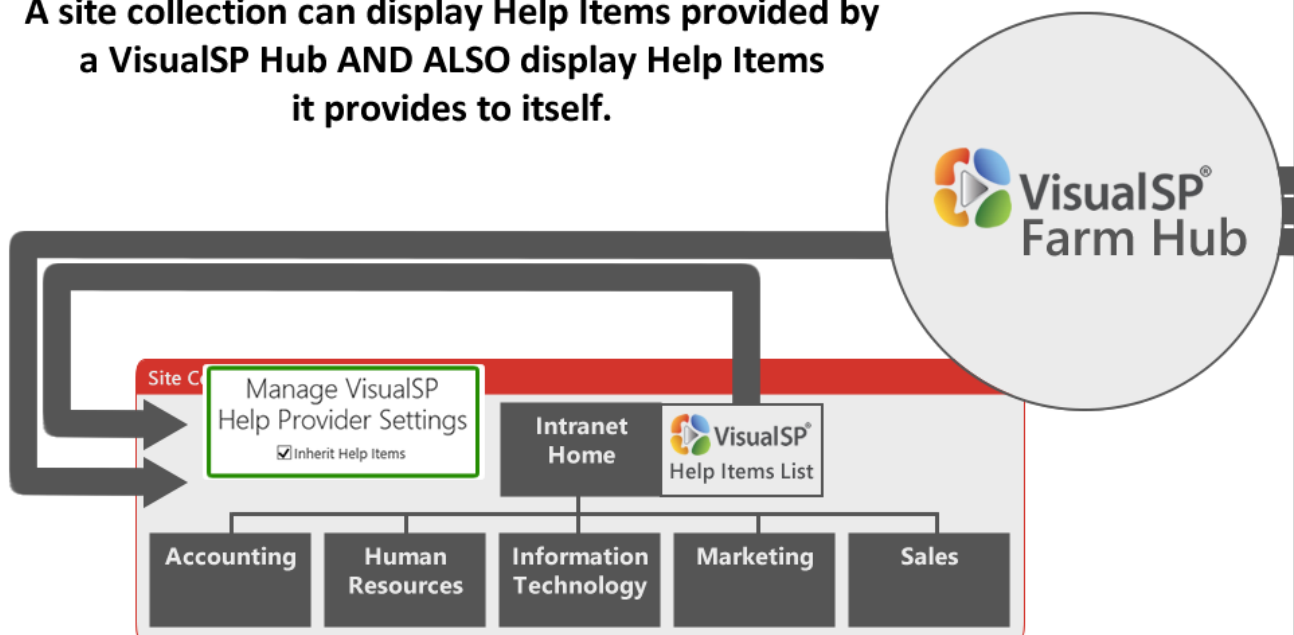 A site collection can display Help Items provided by
a VisualSP Hub AND ALSO display Help Items
it provides to itself.
VisualSP®
Farm Hub
Site
Manage VisualSP
Help Provider Settings
Inherit Help Items
Intranet
Home
VisualSP®
Help Items List
Accounting
Human
Resources
Information
Technology
Marketing
Sales